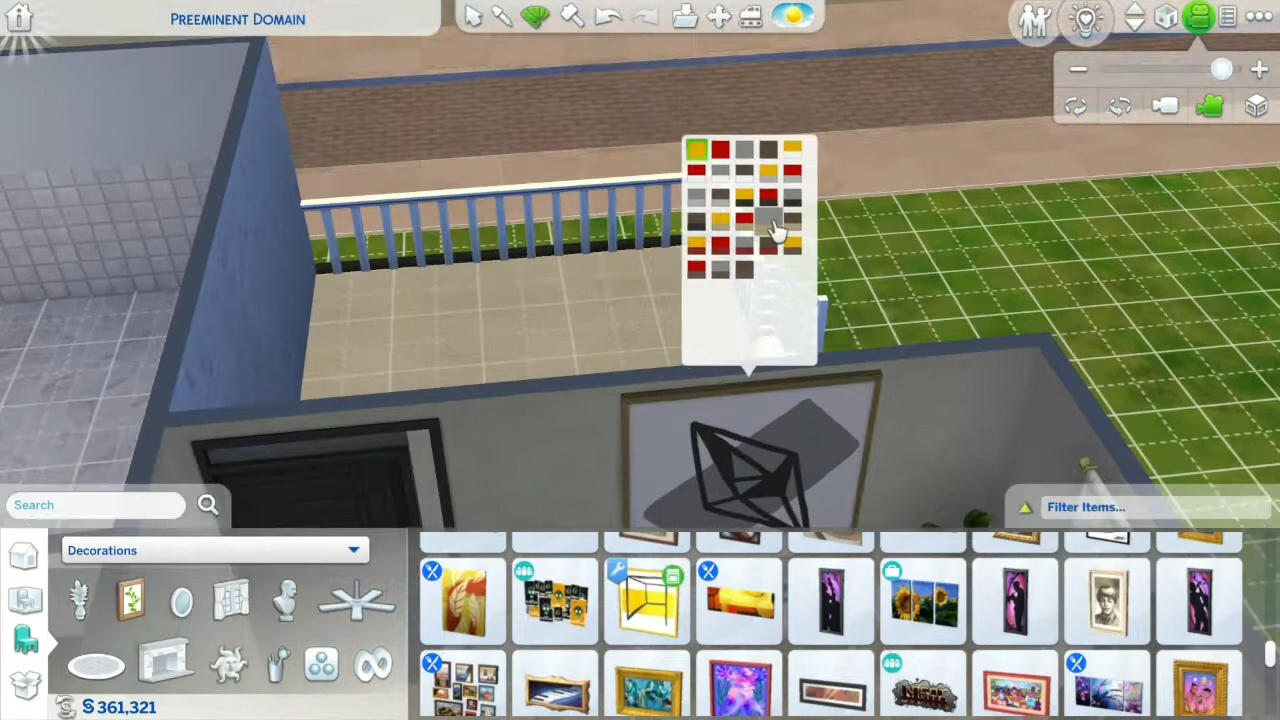 PREEMINENT DOMAIN
Search
Filter Items...
Decorations
§361,321